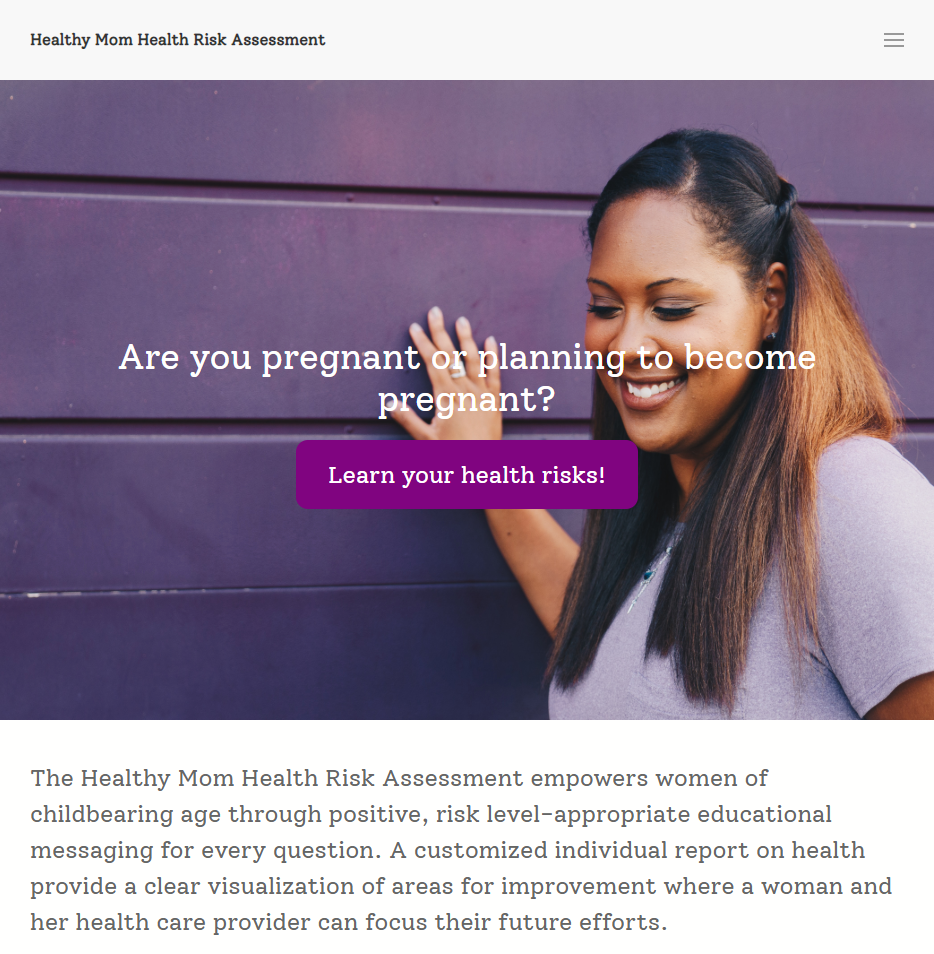 Healthy Mom Health Risk Assessment
Are you pregnant or planning to become
pregnant?
Learn your health risks!
The Healthy Mom Health Risk Assessment empowers women of
childbearing age through positive, risk level-appropriate educational
messaging for every question. A customized individual report on health
provide a clear visualization of areas for improvement where a woman and
her health care provider can focus their future efforts.